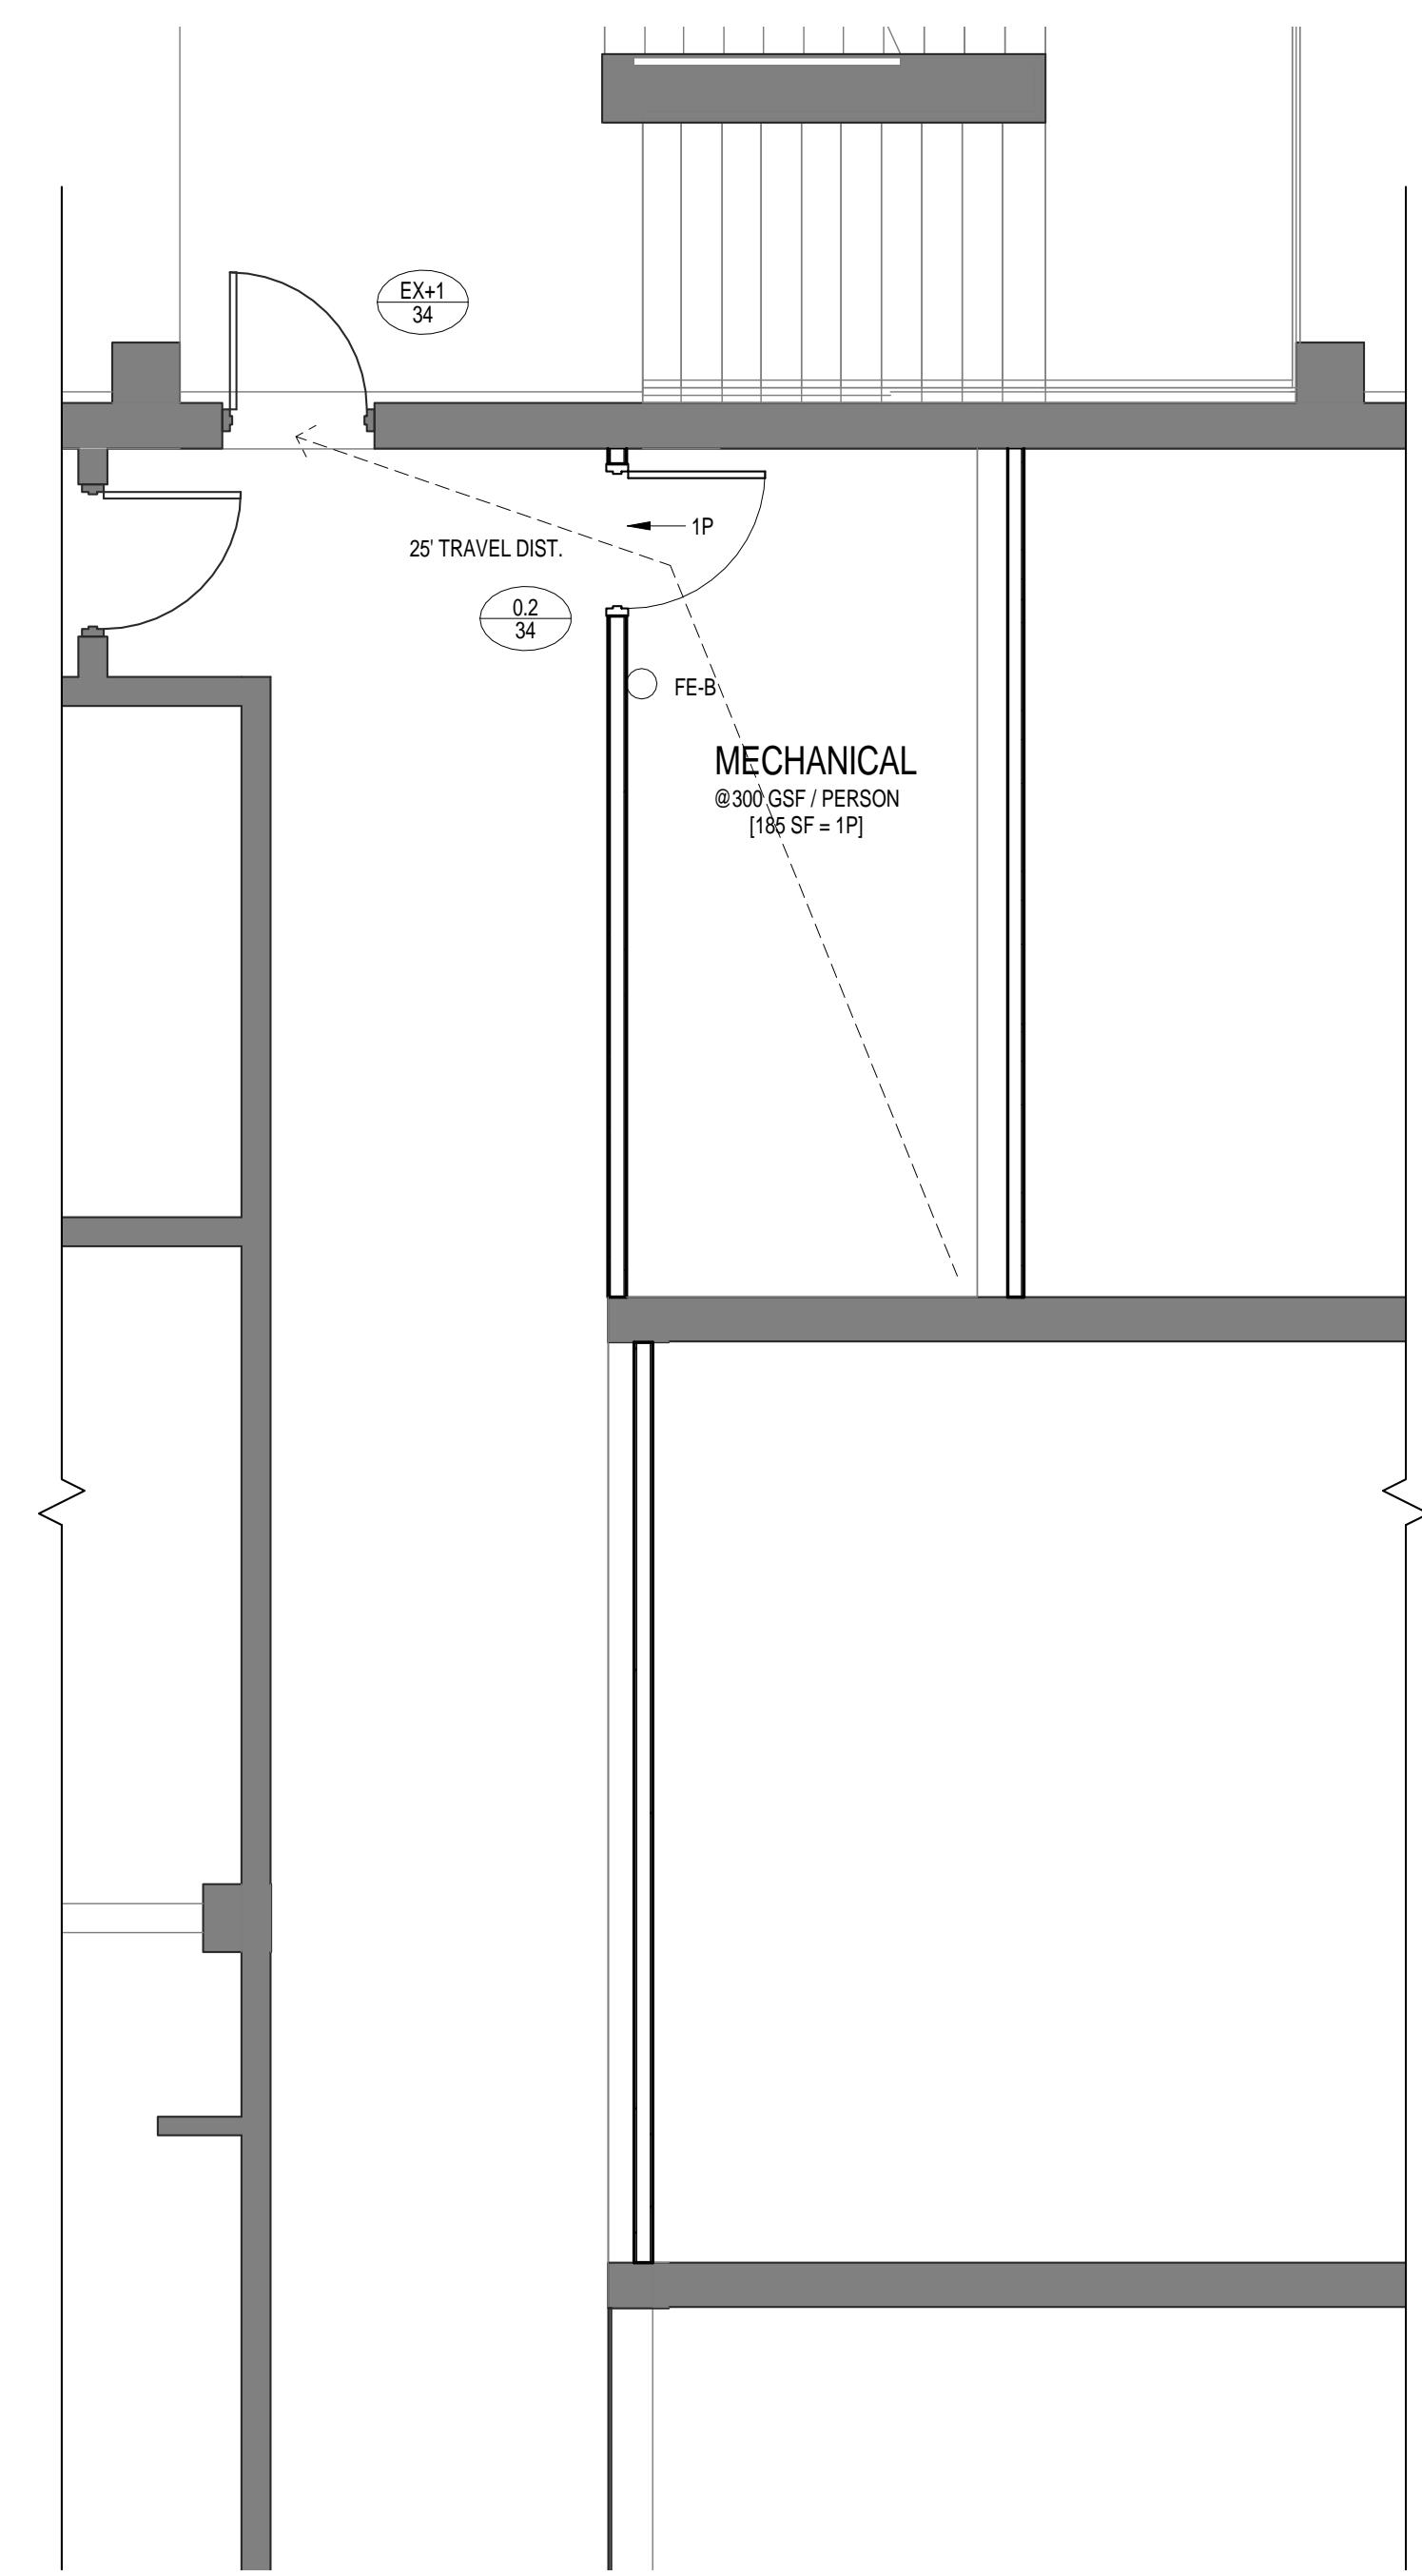 EX+1
34
1P
25' TRAVEL DIST.
0.2
34
FE-B
MECHANICAL
@300 GSF / PERSON
[185 SF = 1P]